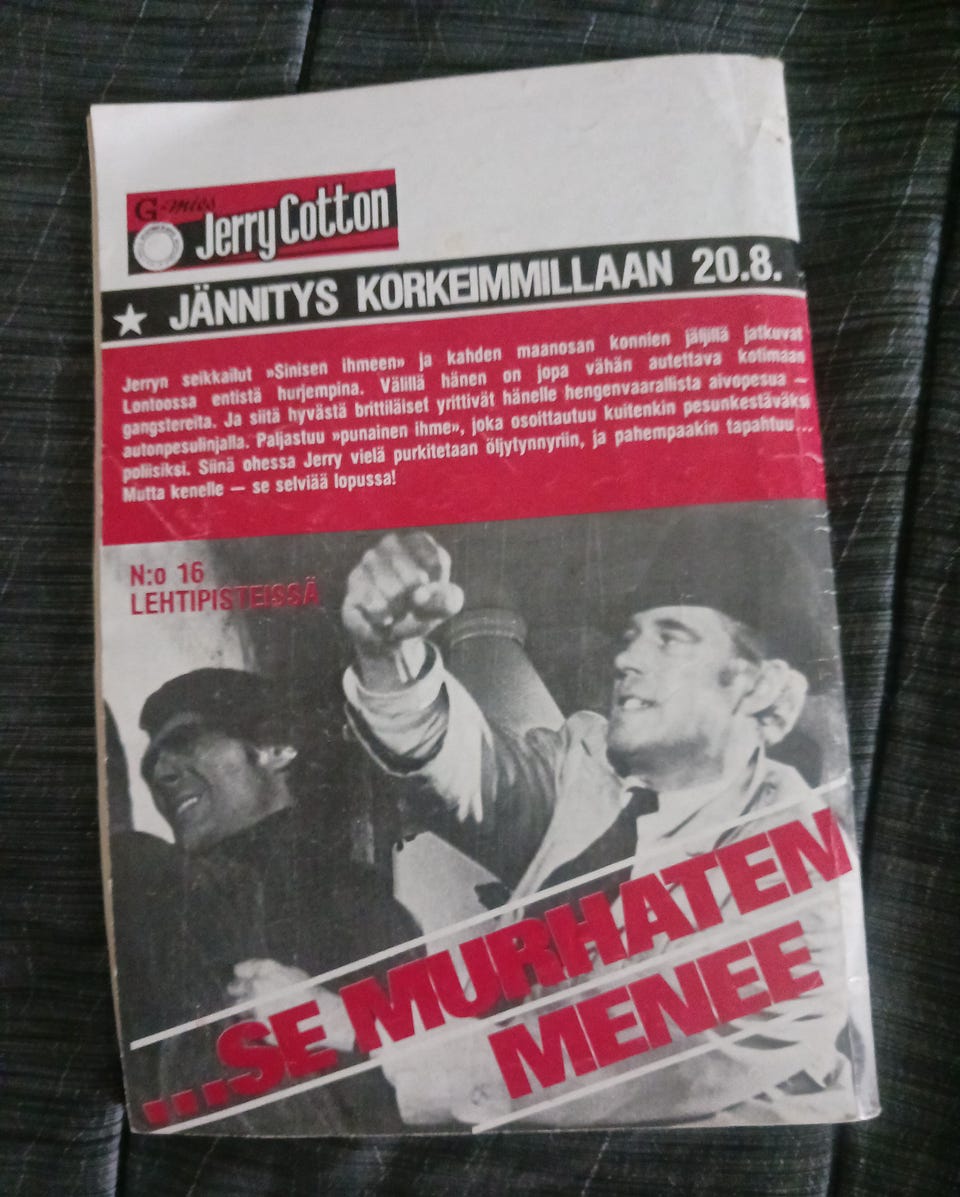 G-mies
Jerry Cotton
★ JÄNNITYS KORKEIMMILLAAN 20.8.
Jerryn seikkailut »Sinisen ihmeen» ja kahden maanosan konnien jäljillä jatkuvat
Lontoossa entistä hurjempina. Välillä hänen on jopa vähän autettava kotimaan
gangstereita. Ja siitä hyvästä brittiläiset yrittivät hänelle hengenvaarallista aivopesua —
autonpesulinjalla. Paljastuu »punainen ihme», joka osoittautuu kuitenkin pesunkestäväksi
poliisiksi. Siinä ohessa Jerry vielä purkitetaan öljytynnyriin, ja pahempaakin tapahtuu...
Mutta kenelle — se selviää lopussa!
N:o 16
LEHTIPISTEISSÄ
...SE MURHATEN
MENEE